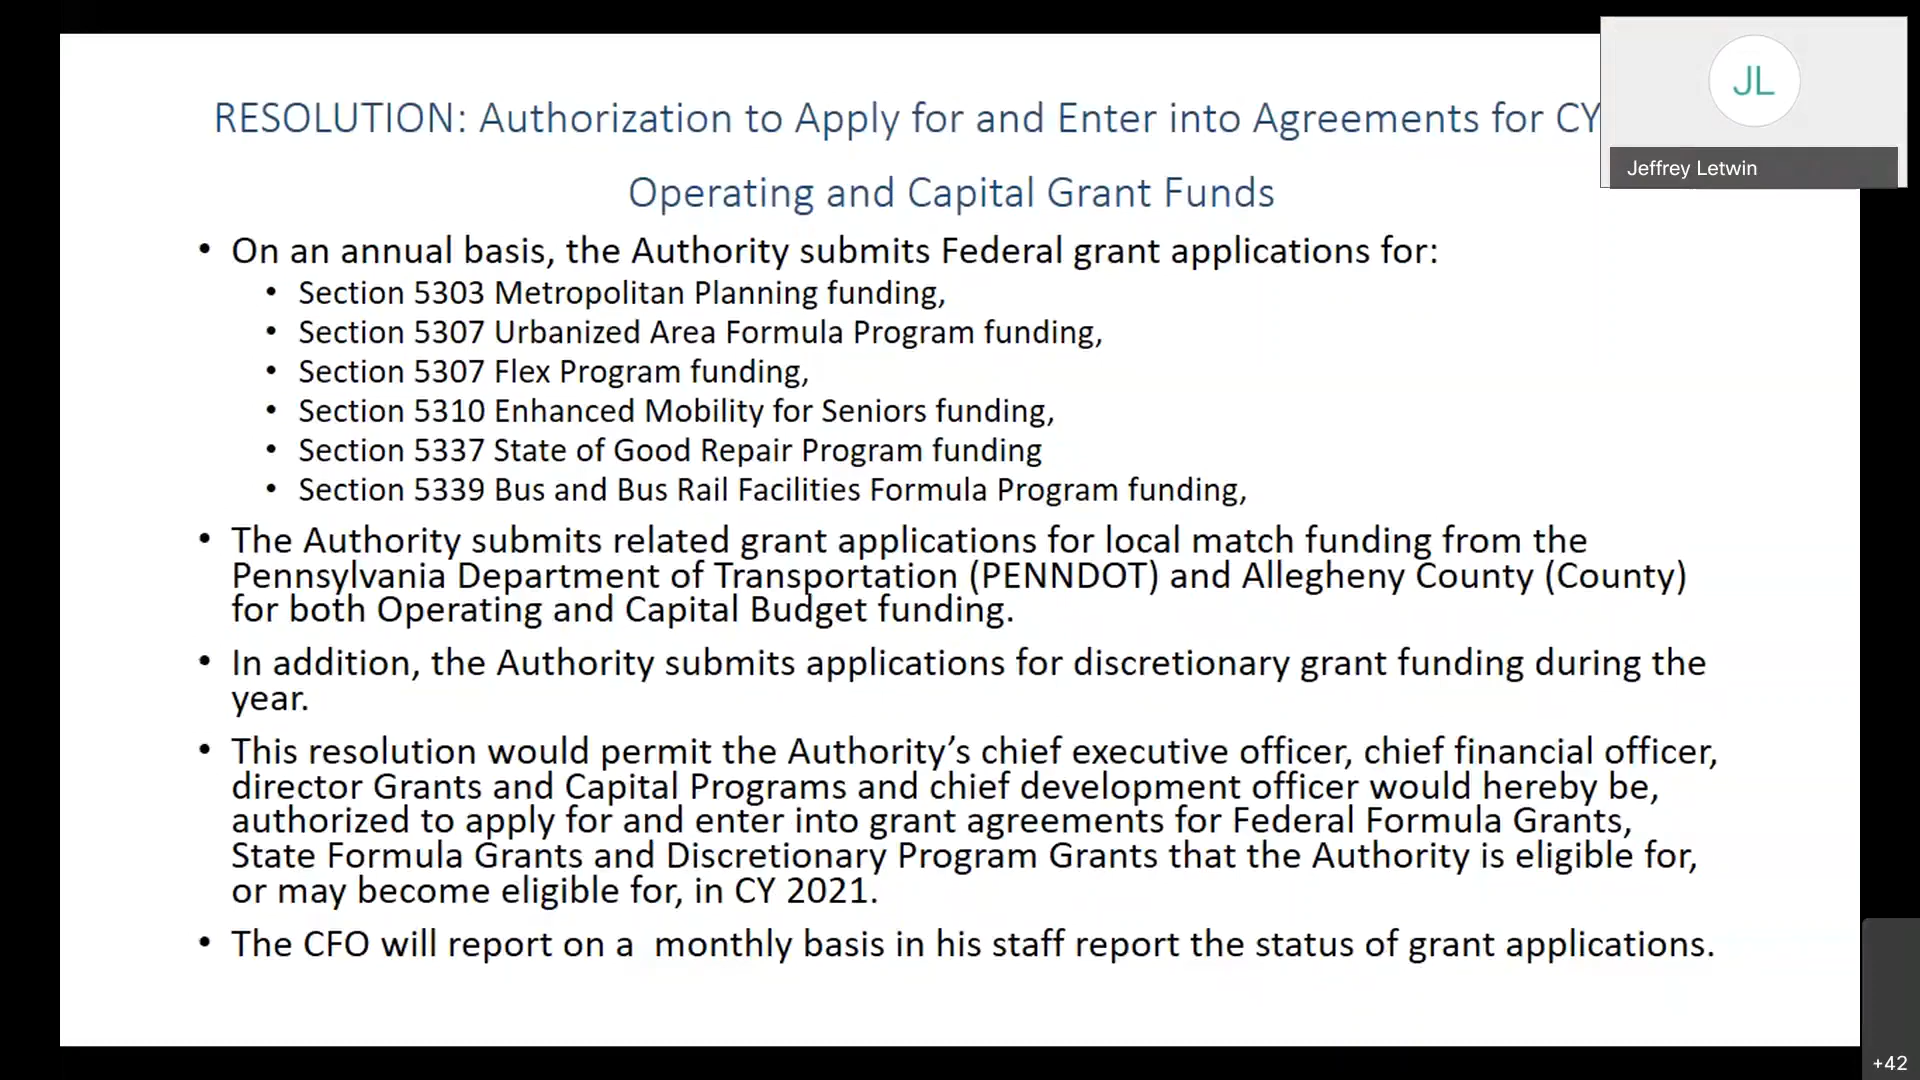 RESOLUTION: Authorization to Apply for and Enter into Agreements for CY
Operating and Capital Grant Funds
JL
Jeffrey Letwin
• On an annual basis, the Authority submits Federal grant applications for:
• Section 5303 Metropolitan Planning funding,
• Section 5307 Urbanized Area Formula Program funding,
• Section 5307 Flex Program funding,
• Section 5310 Enhanced Mobility for Seniors funding,
• Section 5337 State of Good Repair Program funding
• Section 5339 Bus and Bus Rail Facilities Formula Program funding,
• The Authority submits related grant applications for local match funding from the
Pennsylvania Department of Transportation (PENNDOT) and Allegheny County (County)
for both Operating and Capital Budget funding.
• In addition, the Authority submits applications for discretionary grant funding during the
year.
• This resolution would permit the Authority’s chief executive officer, chief financial officer,
director Grants and Capital Programs and chief development officer would hereby be,
authorized to apply for and enter into grant agreements for Federal Formula Grants,
State Formula Grants and Discretionary Program Grants that the Authority is eligible for,
or may become eligible for, in CY 2021.
• The CFO will report on a  monthly basis in his staff report the status of grant applications.
+42